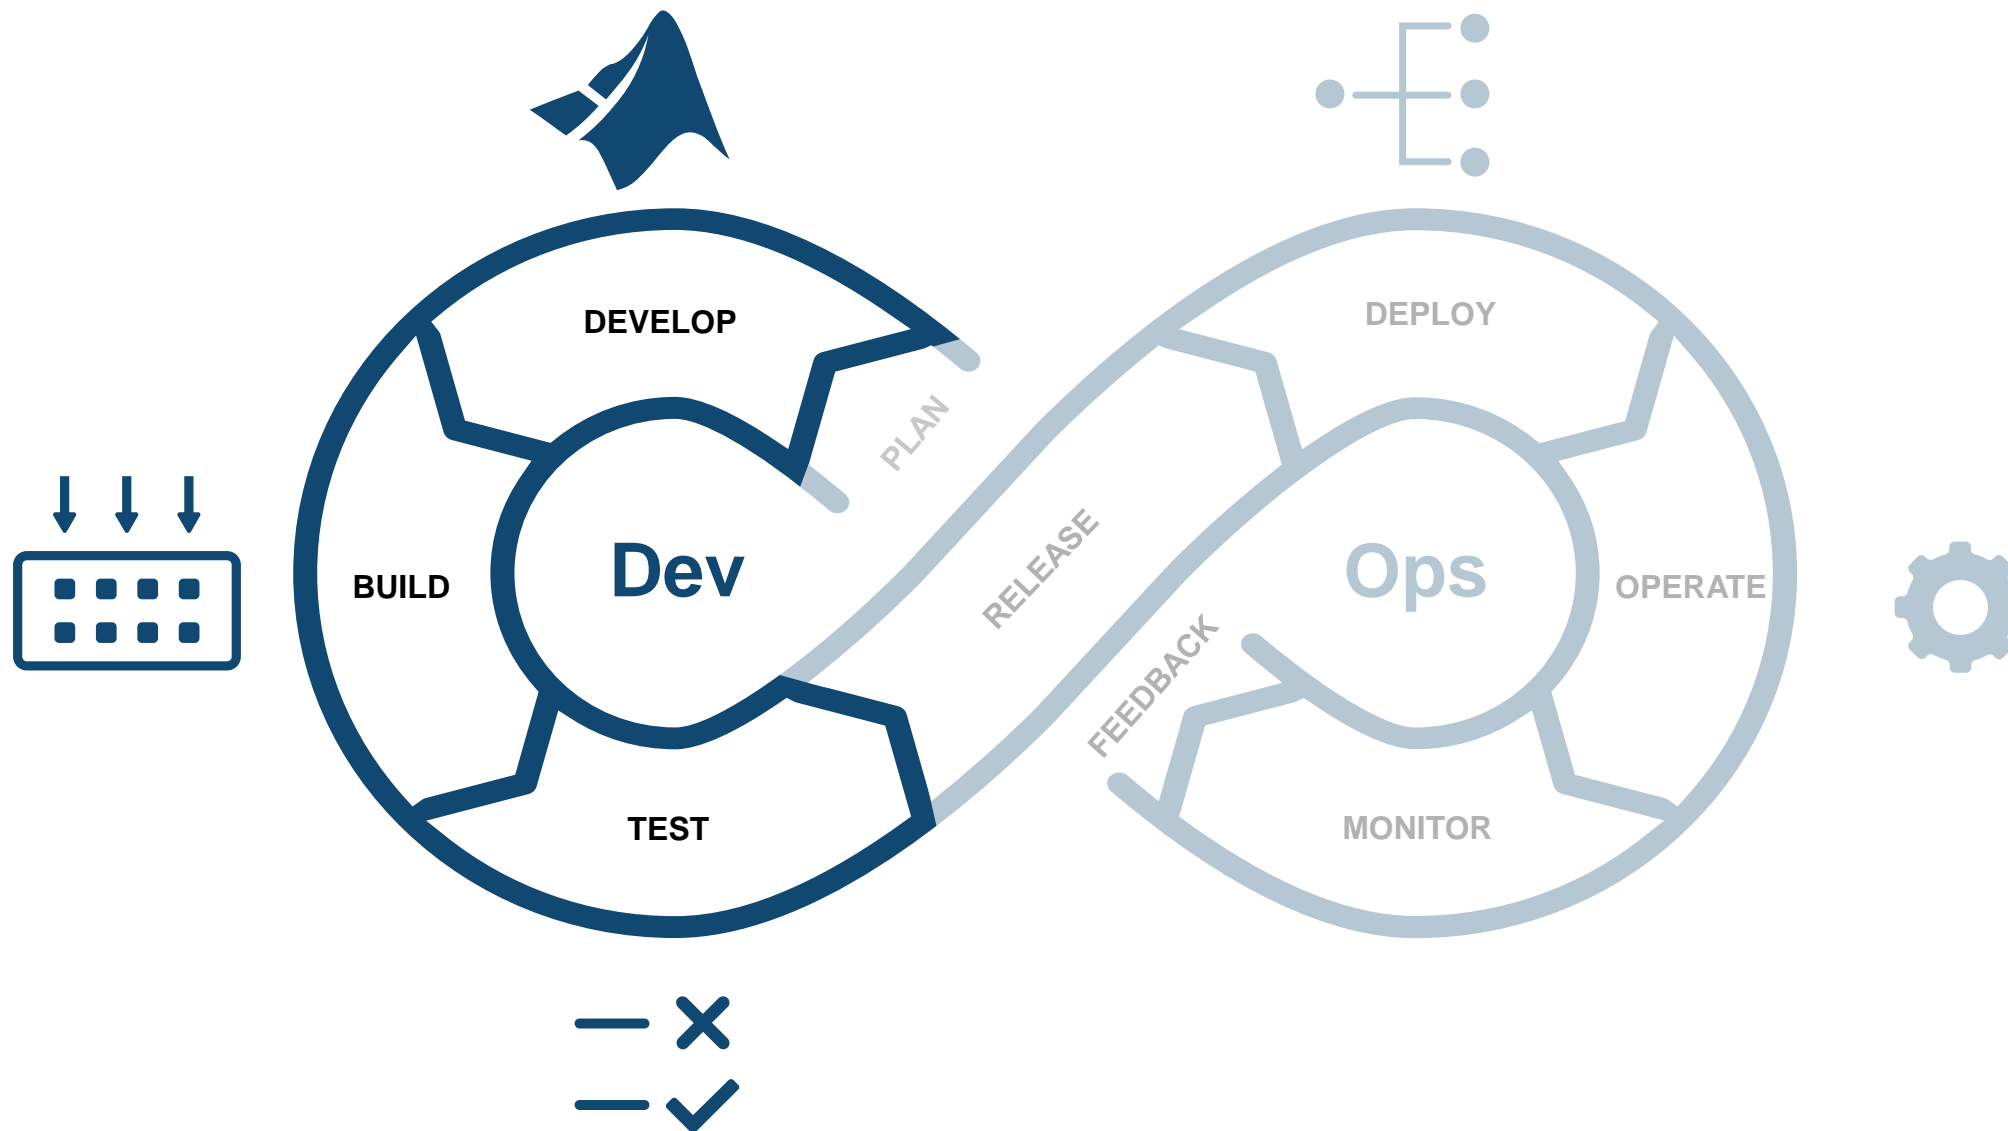 DEVELOP
DEPLOY
PLAN
RELEASE
Dev
Ops
BUILD
OPERATE
FEEDBACK
TEST
MONITOR